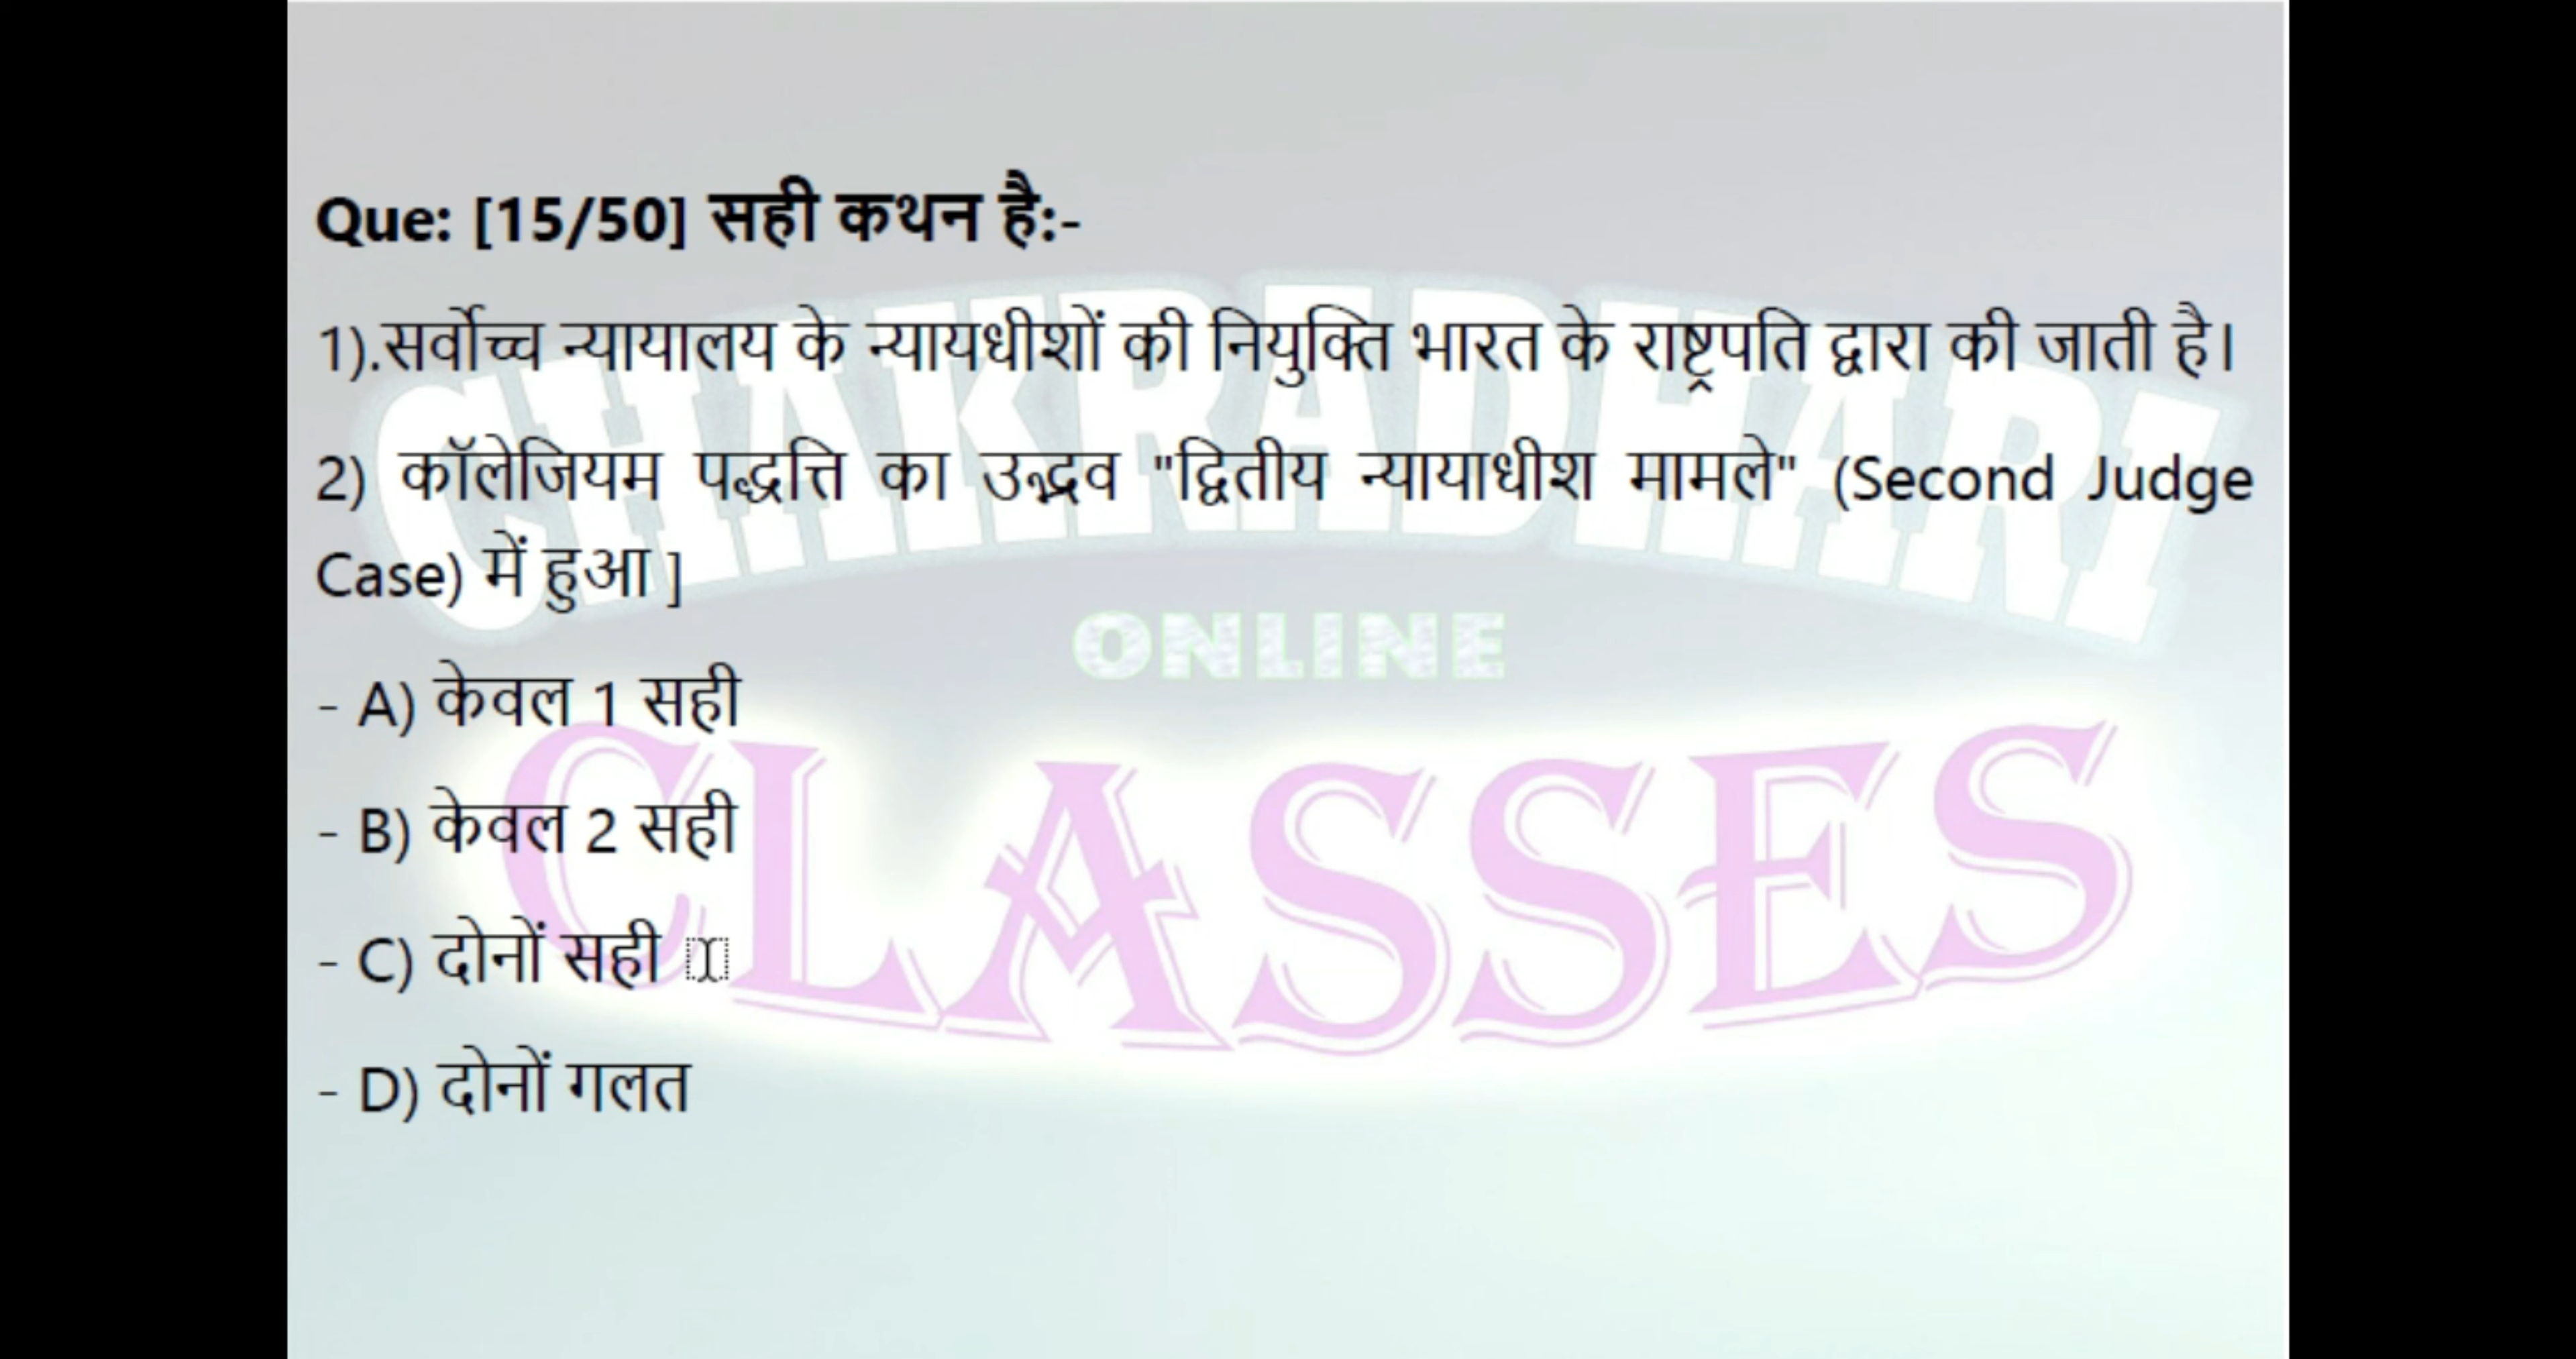 Que: [15/50] सही कथन है:-
1).सर्वोच्च न्यायालय के न्यायधीशों की नियुक्ति भारत के राष्ट्रपति द्वारा की जाती है।
2) कॉलेजियम पद्धत्ति का उद्भव "द्वितीय न्यायाधीश मामले" (Second Judge
Case) में हुआ ]
- A) केवल 1 सही
- B) केवल 2 सही
- C) दोनों सही
- D) दोनों गलत
CHAKRADHARI
ONLINE
CLASSES